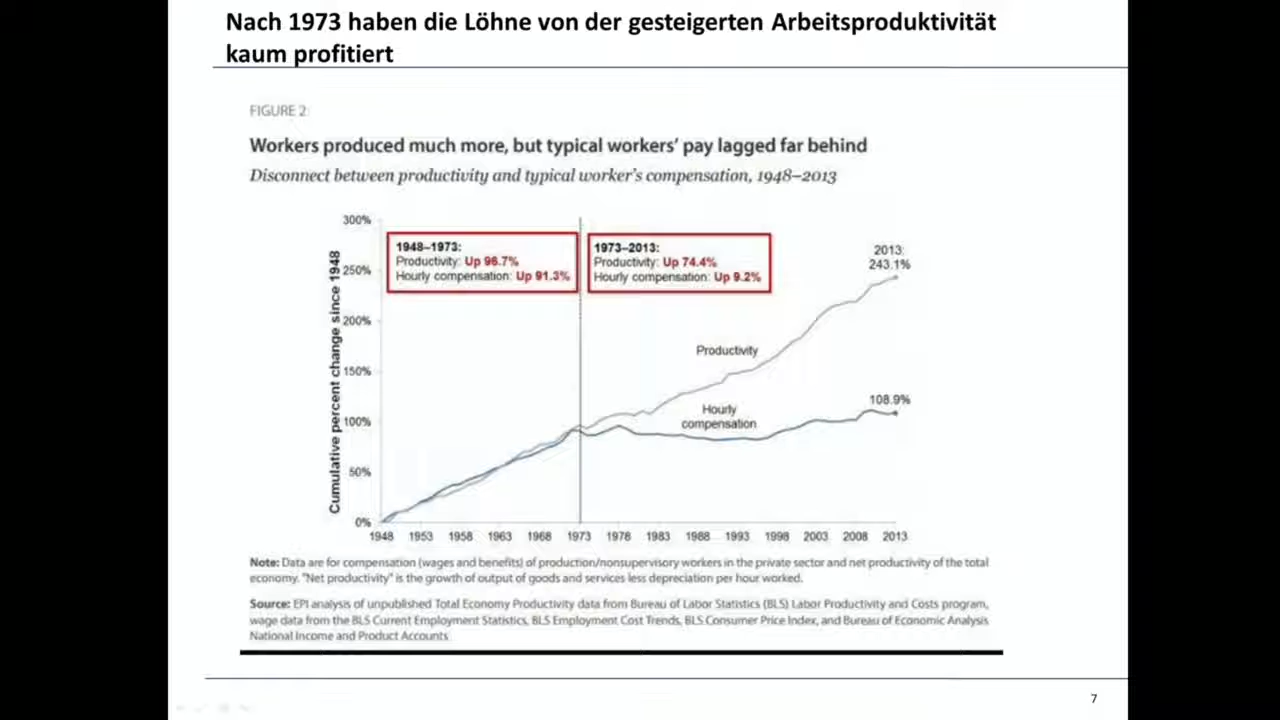 Nach 1973 haben die Löhne von der gesteigerten Arbeitsproduktivität
kaum profitiert
FIGURE 2:
Workers produced much more, but typical workers’ pay lagged far behind
Disconnect between productivity and typical worker’s compensation, 1948–2013
Cumulative percent change since 1948
300%
250%
200%
150%
100%
50%
0%
1948–1973:
Productivity: Up 96.7%
Hourly compensation: Up 91.3%
1973–2013:
Productivity: Up 74.4%
Hourly compensation: Up 9.2%
2013:
243.1%
Productivity
Hourly
compensation
108.9%
1948 1953 1958 1963 1968 1973 1978 1983 1988 1993 1998 2003 2008 2013
Note: Data are for compensation (wages and benefits) of production/nonsupervisory workers in the private sector and net productivity of the total
economy. "Net productivity" is the growth of output of goods and services less depreciation per hour worked.
Source: EPI analysis of unpublished Total Economy Productivity data from Bureau of Labor Statistics (BLS) Labor Productivity and Costs program,
wage data from the BLS Current Employment Statistics, BLS Employment Cost Trends, BLS Consumer Price Index, and Bureau of Economic Analysis
National Income and Product Accounts
7